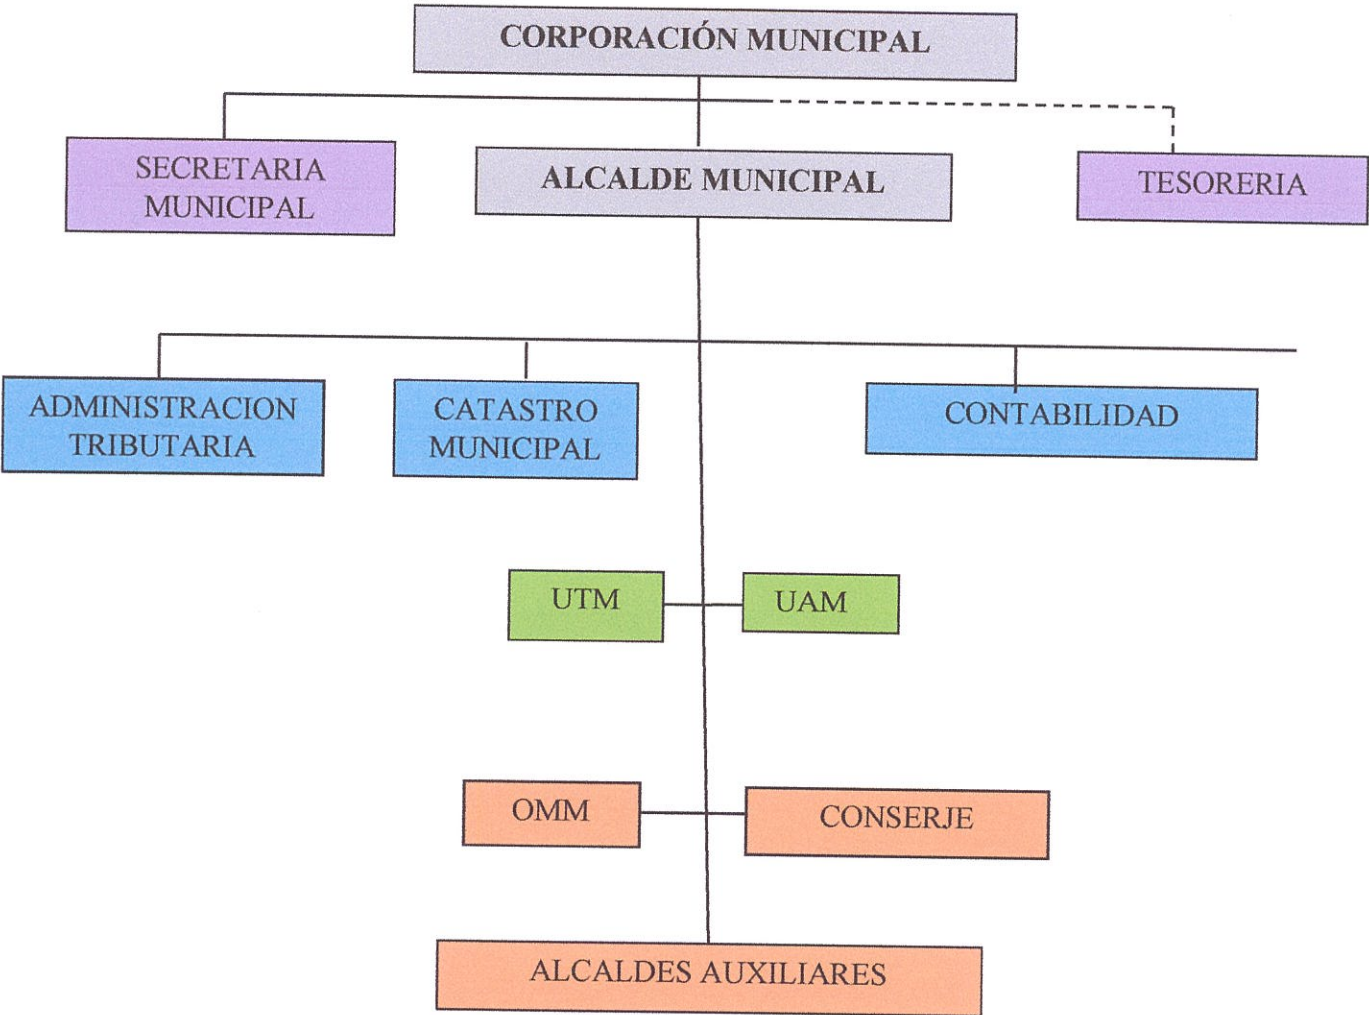 CORPORACIÓN MUNICIPAL
SECRETARIA
MUNICIPAL
ALCALDE MUNICIPAL
TESORERIA
ADMINISTRACION
TRIBUTARIA
CATASTRO
MUNICIPAL
CONTABILIDAD
UTM
UAM
OMM
CONSERJE
ALCALDES AUXILIARES